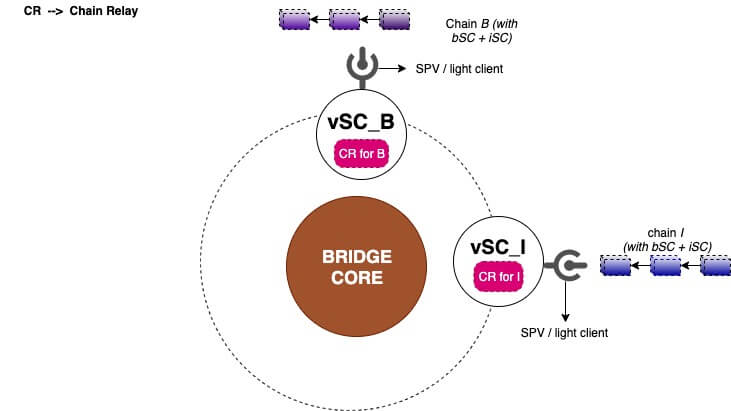 CR --> Chain Relay
Chain B (with
bSC + iSC)
SPV / light client
vSC_B
CR for B
BRIDGE
CORE
vSC_I
CR for I
chain I
(with bSC + iSC)
SPV / light client